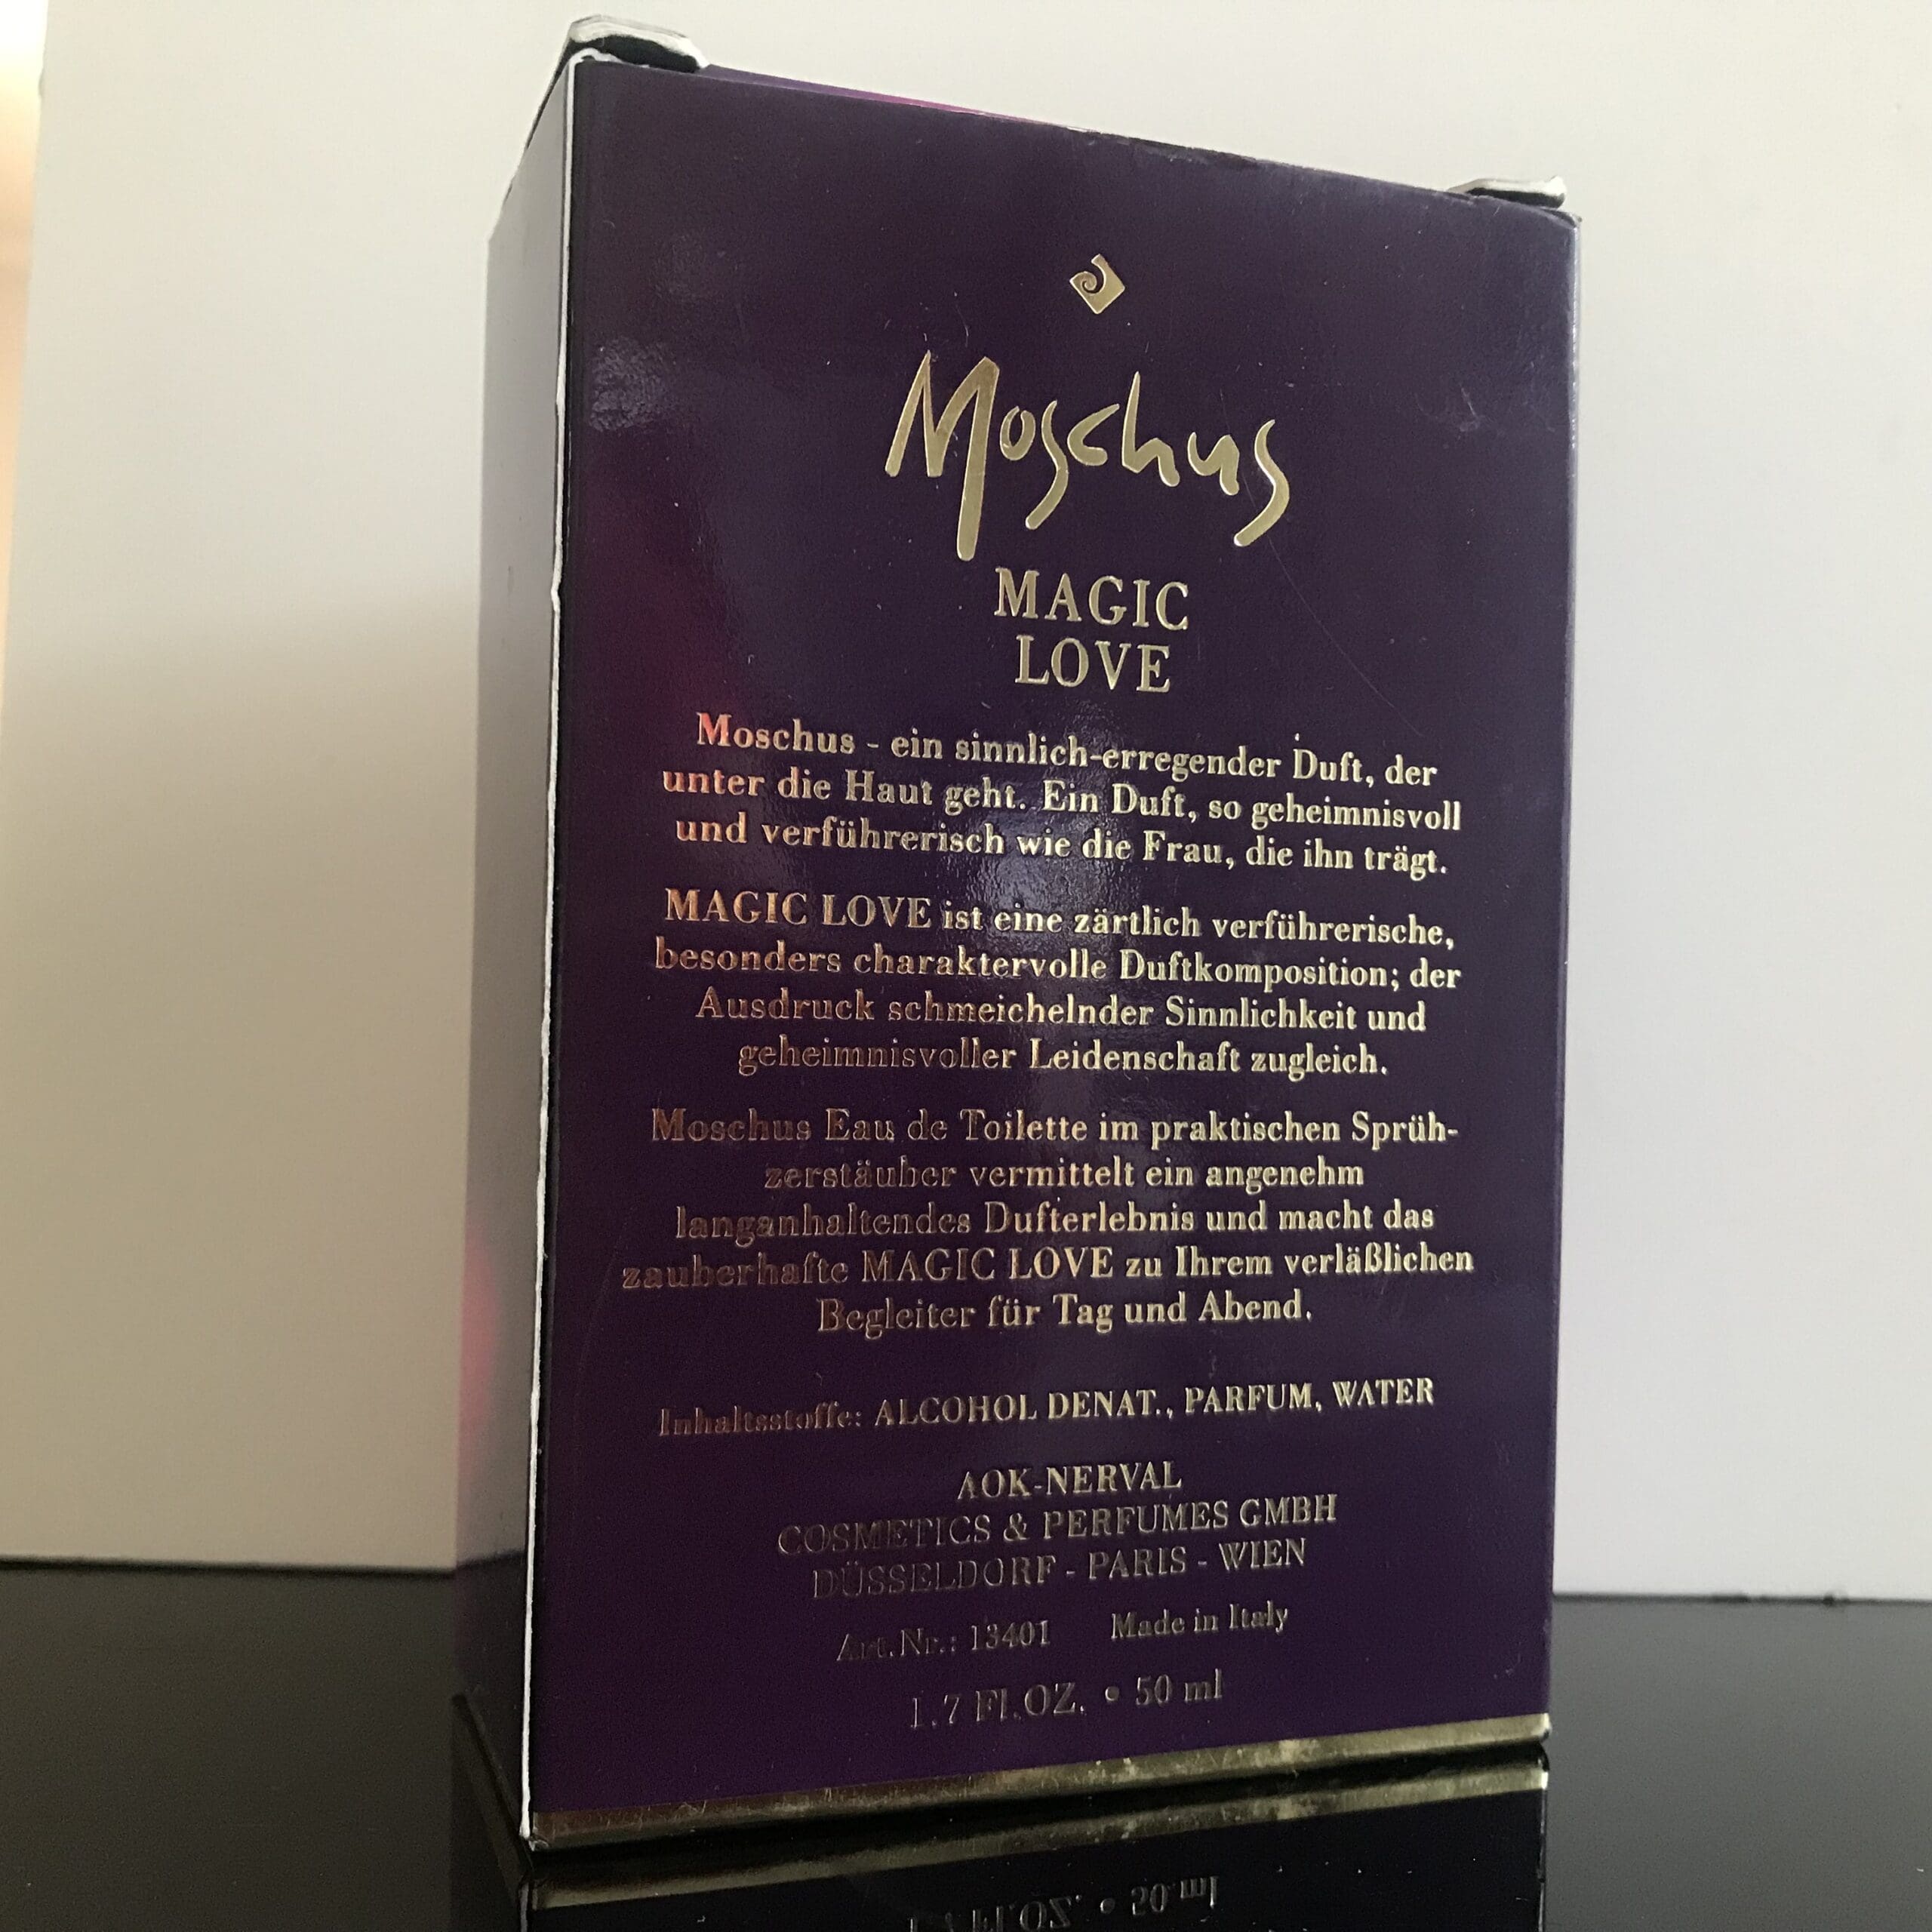 Moschus
MAGIC
LOVE
Moschus - ein sinnlich-erregender Duft, der
unter die Haut geht. Ein Duft, so geheimnisvoll
und verführerisch wie die Frau, die ihn trägt.
MAGIC LOVE ist eine zärtlich verführerische,
besonders charaktervolle Duftkomposition; der
Ausdruck schmeichelnder Sinnlichkeit und
geheimnisvoller Leidenschaft zugleich.
Moschus Eau de Toilette im praktischen Sprüh-
zerstäuber vermittelt ein angenehm
langanhaltendes Dufterlebnis und macht das
zauberhafte MAGIC LOVE zu Ihrem verläßlichen
Begleiter für Tag und Abend.
Inhaltsstoffe: ALCOHOL DENAT., PARFUM, WATER
AOK-NERVAL
COSMETICS & PERFUMES GMBH
DÜSSELDORF - PARIS - WIEN
Art.Nr.: 13401 Made in Italy
1.7 Fl.OZ. • 50 ml